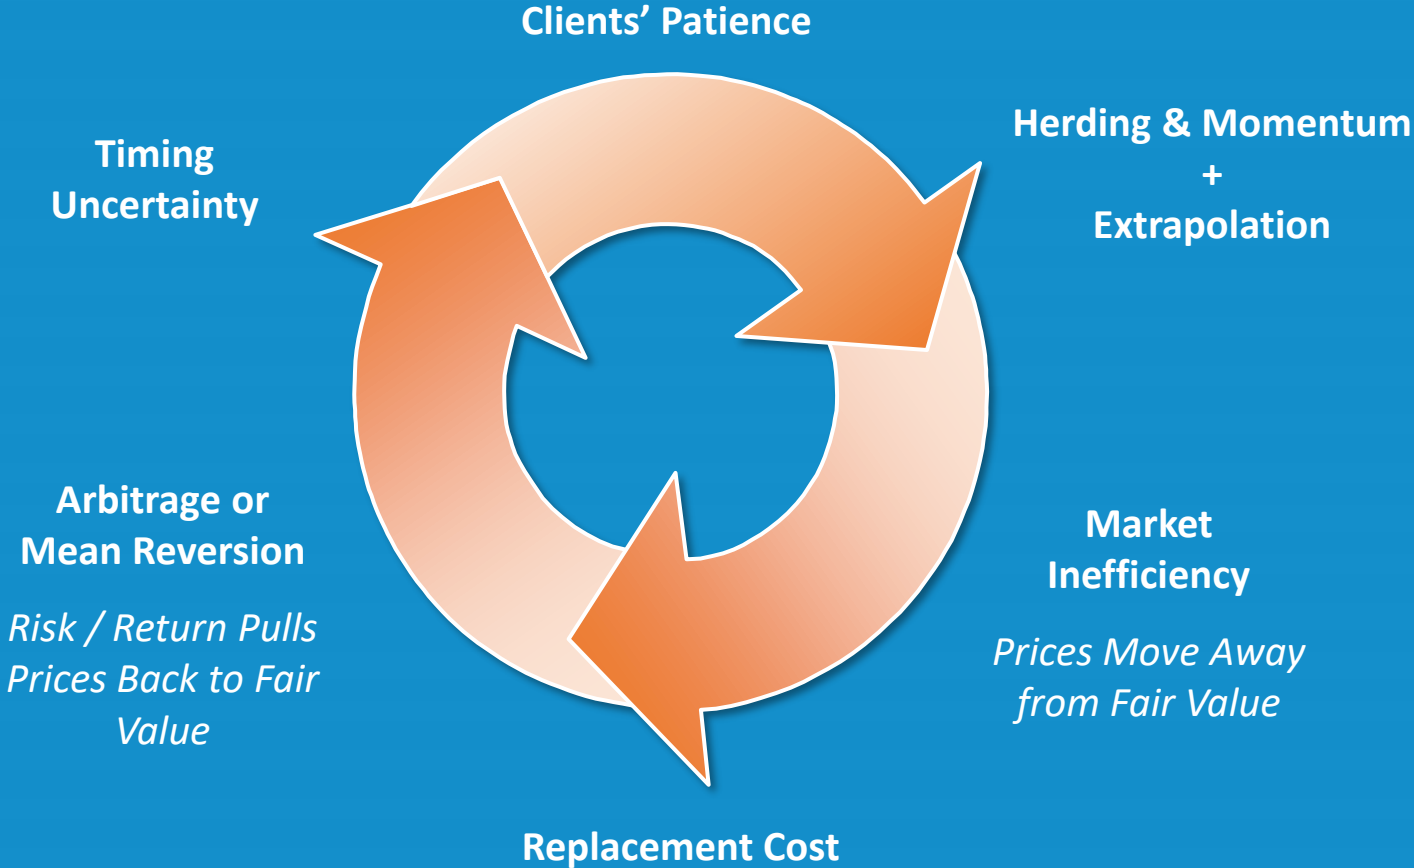 Clients’ Patience
Herding & Momentum
+
Extrapolation
Timing
Uncertainty
Market
Inefficiency
Prices Move Away
from Fair Value
Arbitrage or
Mean Reversion
Risk / Return Pulls
Prices Back to Fair
Value
Replacement Cost